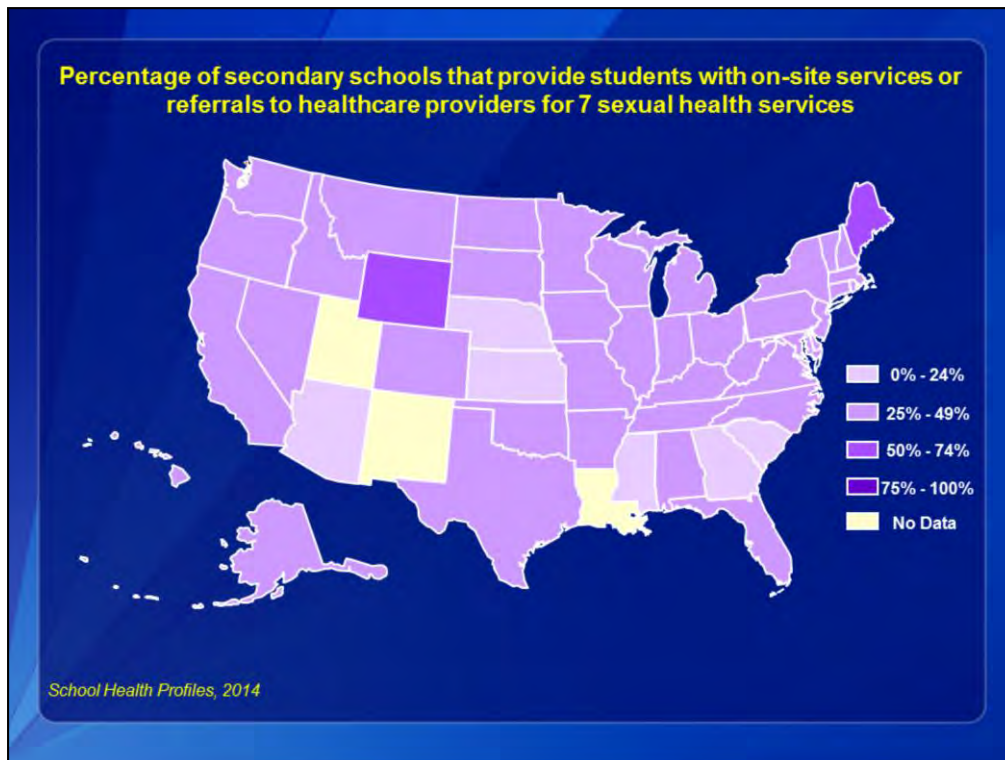 Percentage of secondary schools that provide students with on-site services or
referrals to healthcare providers for 7 sexual health services
0% - 24%
25% - 49%
50% - 74%
75% - 100%
No Data
School Health Profiles, 2014